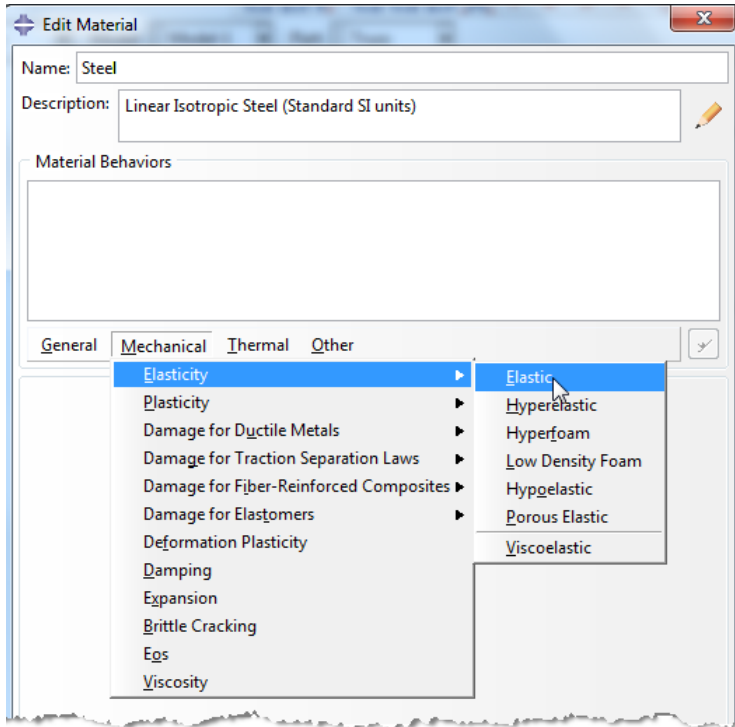 Edit Material
Name: Steel
Description: Linear Isotropic Steel (Standard SI units)
Material Behaviors
General Mechanical Thermal Other
Elasticity
Plasticity
Damage for Ductile Metals
Damage for Traction Separation Laws
Damage for Fiber-Reinforced Composites
Damage for Elastomers
Deformation Plasticity
Damping
Expansion
Brittle Cracking
Eos
Viscosity
Elastic
Hyperelastic
Hyperfoam
Low Density Foam
Hypoelastic
Porous Elastic
Viscoelastic